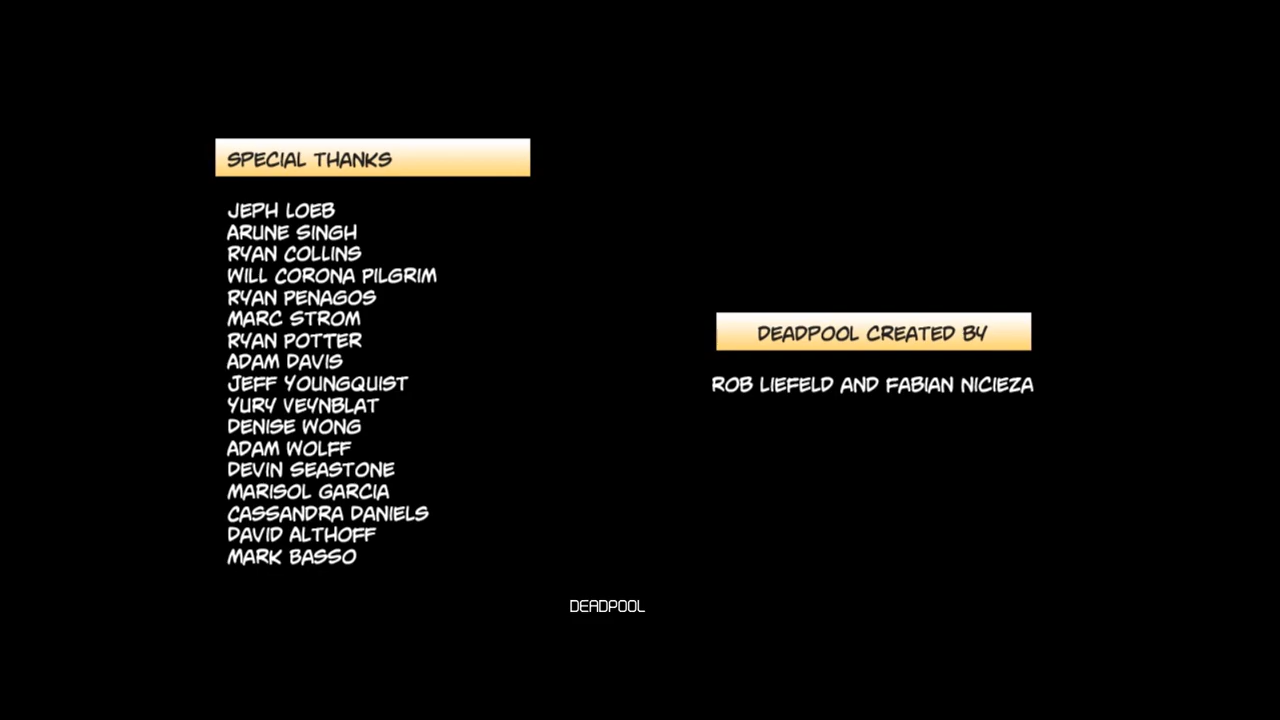 SPECIAL THANKS
JEPH LOEB
ARUNE SINGH
RYAN COLLINS
WILL CORONA PILGRIM
RYAN PENAGOS
MARC STROM
RYAN POTTER
ADAM DAVIS
JEFF YOUNGQUIST
YURY VEYNBLAT
DENISE WONG
ADAM WOLFF
DEVIN SEASTONE
MARISOL GARCIA
CASSANDRA DANIELS
DAVID ALTHOFF
MARK BASSO
DEADPOOL CREATED BY
ROB LIEFELD AND FABIAN NICIEZA
DEADPOOL